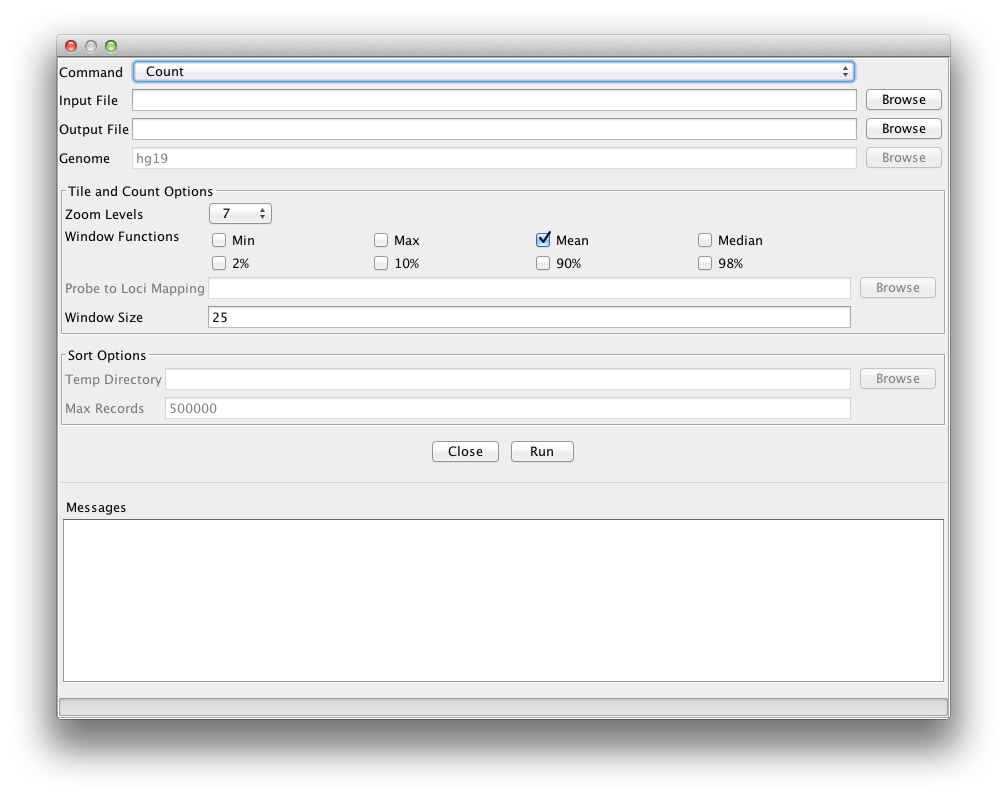 Command Count
Input File Browse
Output File Browse
Genome hg19 Browse
Tile and Count Options
Zoom Levels 7
Window Functions Min Max Mean Median
2% 10% 90% 98%
Probe to Loci Mapping Browse
Window Size 25
Sort Options
Temp Directory Browse
Max Records 500000
Close Run
Messages